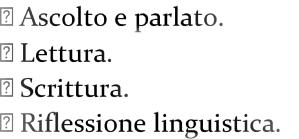 Ascolto e parlato.
Lettura.
Scrittura.
Riflessione linguistica.